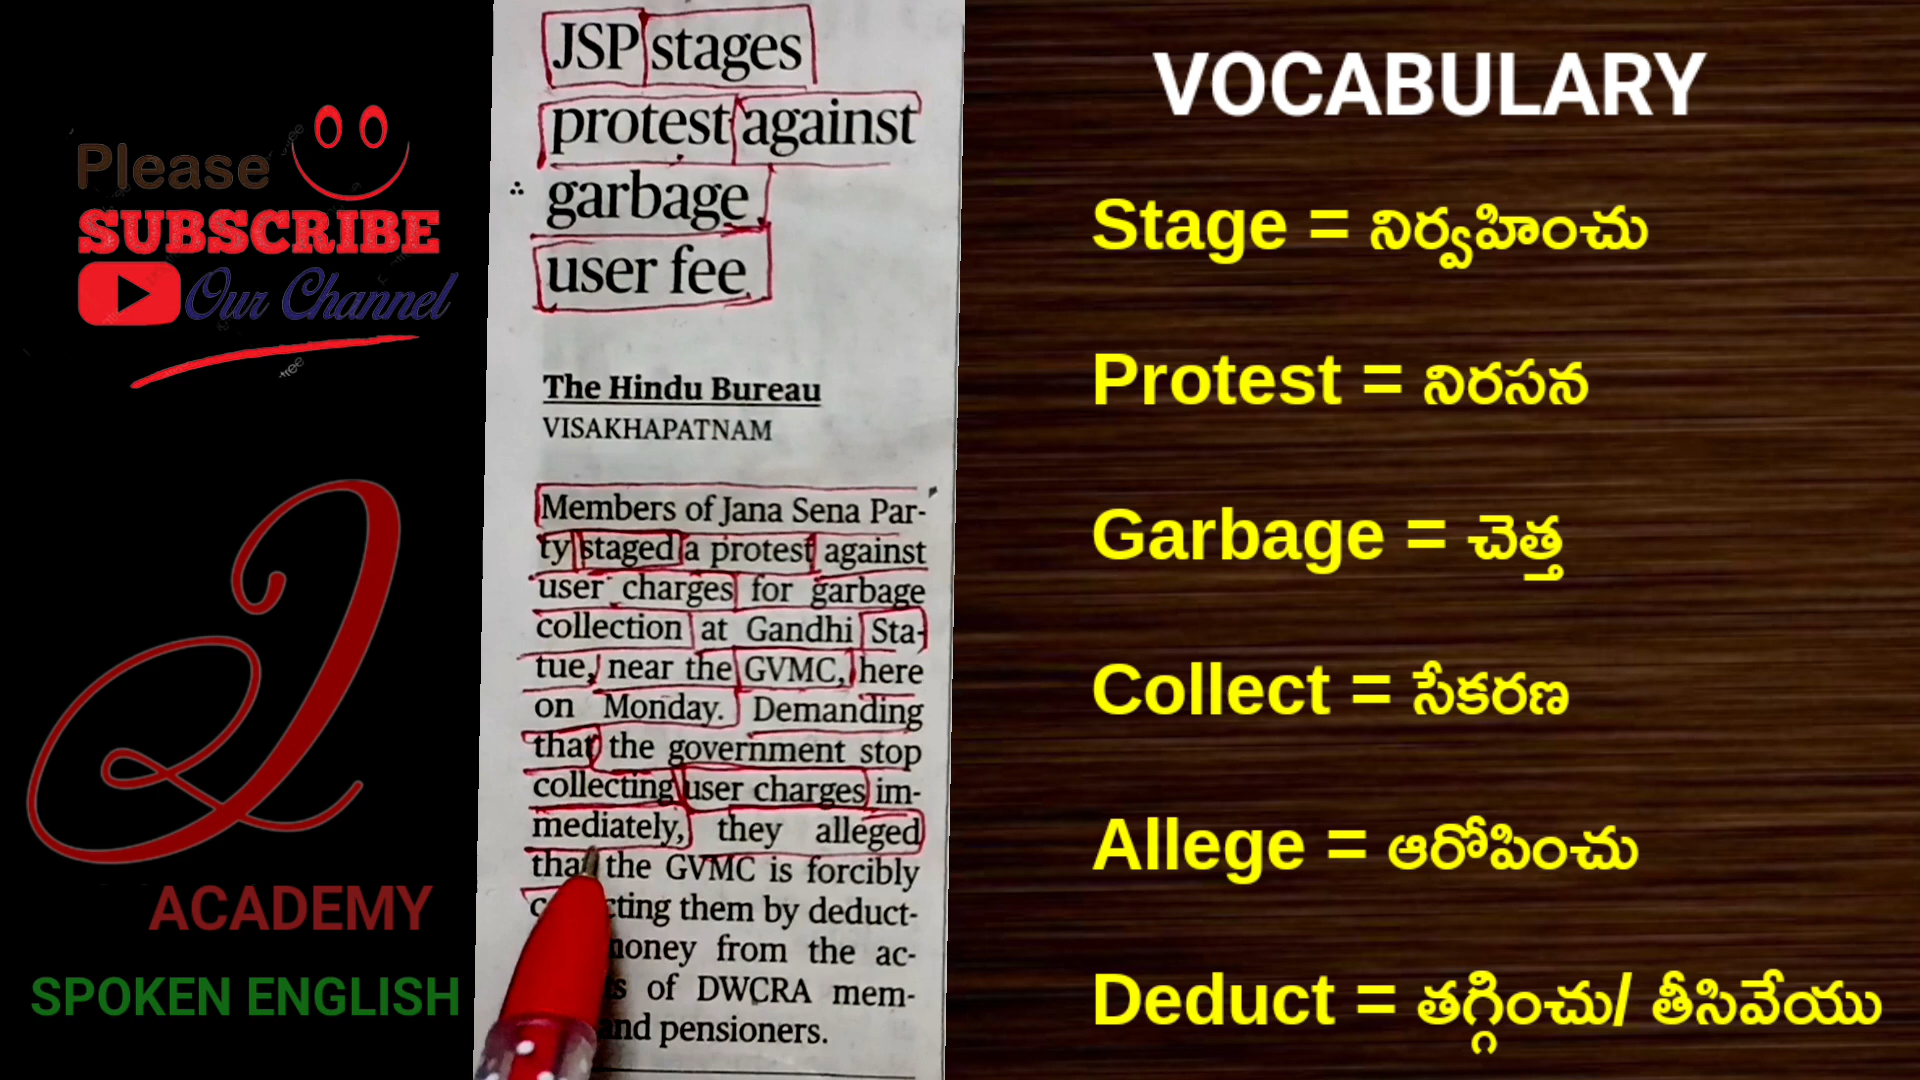 Please
SUBSCRIBE
Our Channel
ACADEMY
SPOKEN ENGLISH
JSP stages
protest against
garbage
user fee
The Hindu Bureau
VISAKHAPATNAM
Members of Jana Sena Par-
ty staged a protest against
user charges for garbage
collection at Gandhi Sta-
tue, near the GVMC, here
on Monday. Demanding
that the government stop
collecting user charges im-
mediately, they alleged
that the GVMC is forcibly
them by deduct-
money from the ac-
of DWCRA mem-
and pensioners.
VOCABULARY
Stage = నిర్వహించు
Protest = నిరసన
Garbage = చెత్త
Collect = సేకరణ
Allege = ఆరోపించు
Deduct = తగ్గించు/ తీసివేయు